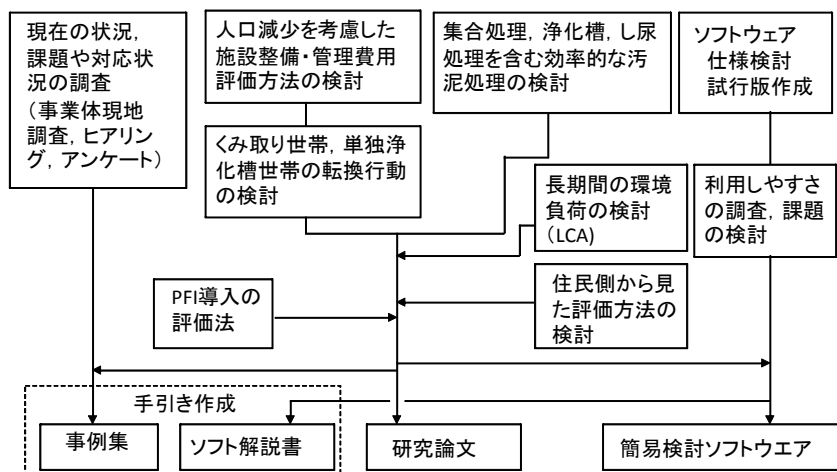 現在の状況,
課題や対応状
況の調査
（事業体現地
調査,ヒアリン
グ,アンケート）
人口減少を考慮した
施設整備・管理費用
評価方法の検討
集合処理,浄化槽,し尿
処理を含む効率的な汚
泥処理の検討
ソフトウェア
仕様検討
試行版作成
くみ取り世帯,単独浄
化槽世帯の転換行動
の検討
長期間の環境
負荷の検討
（LCA)
利用しやすさ
の調査,課題
の検討
PFI導入の
評価法
住民側から見
た評価方法の
検討
手引き作成
事例集
ソフト解説書
研究論文
簡易検討ソフトウエア